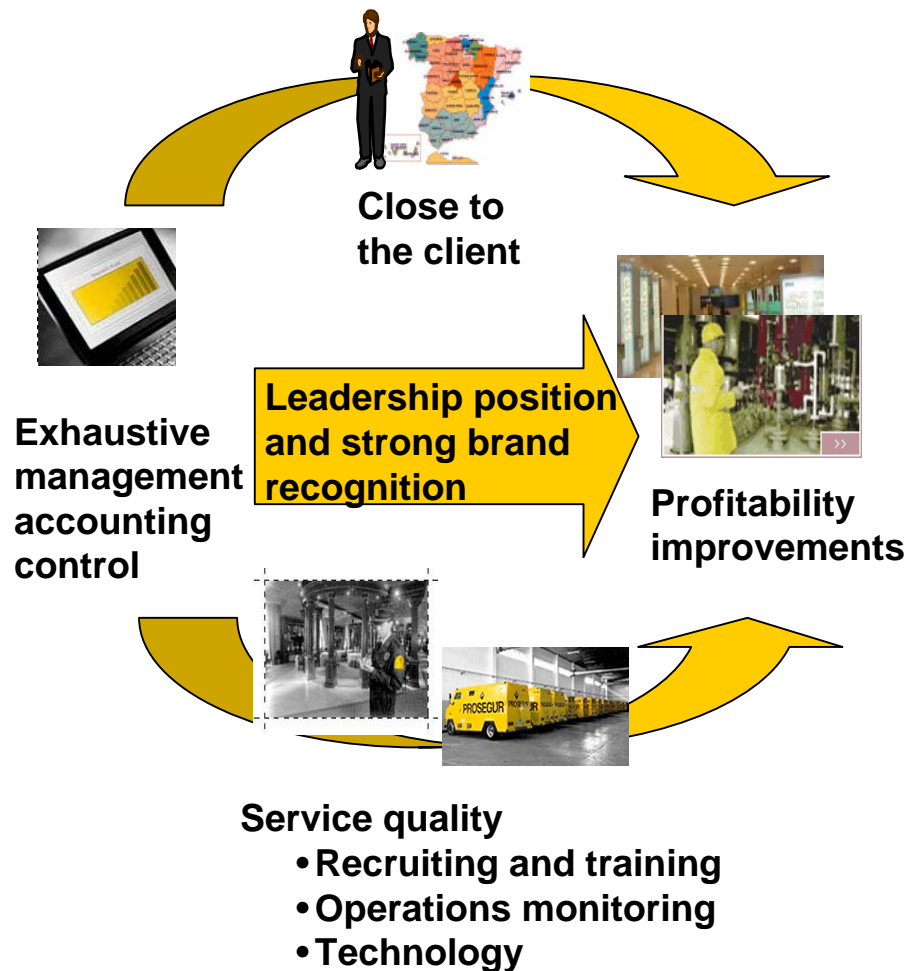 Close to
the client
Exhaustive
management
accounting
control
Leadership position
and strong brand
recognition
>>
Profitability
improvements
PROSEGUR
Service quality
•Recruiting and training
•Operations monitoring
•Technology